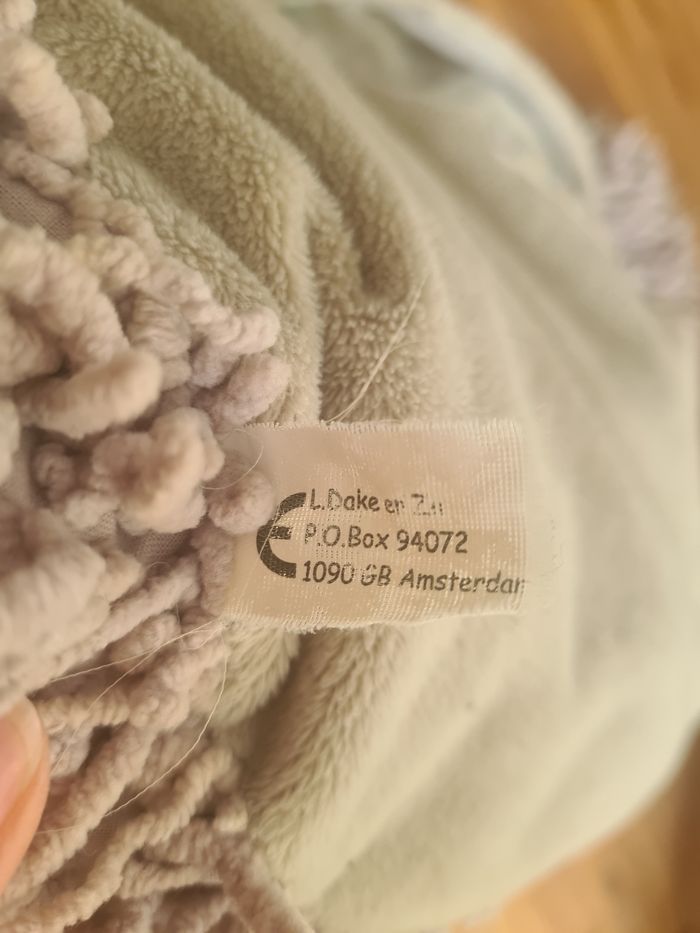 L.Dake en
P.O.Box 94072
1090 GB Amsterdam